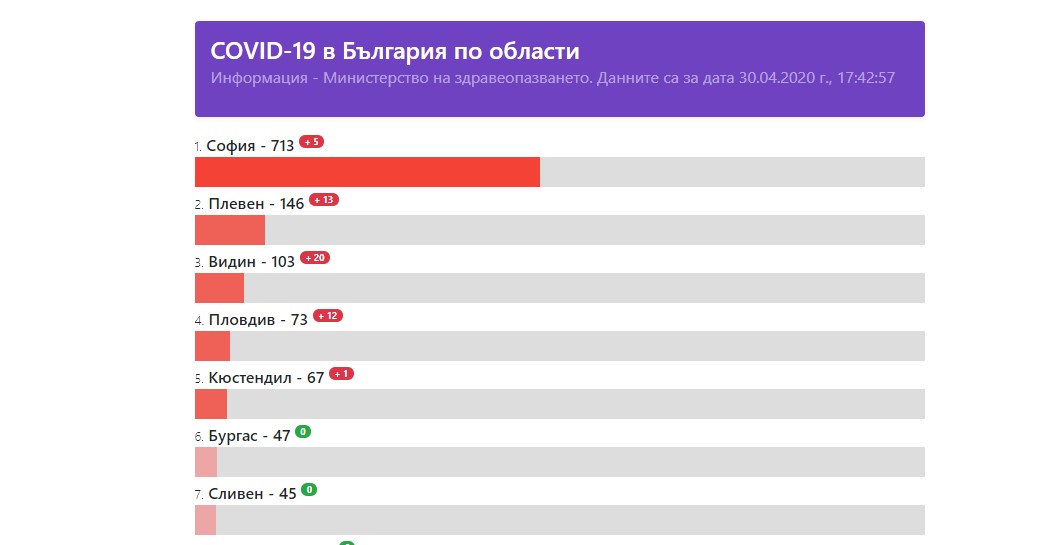 COVID-19 в България по области
Информация - Министерство на здравеопазването. Данните са за дата 30.04.2020 г., 17:42:57
1. София - 713 + 5
2. Плевен - 146 + 13
3. Видин - 103 + 20
4. Пловдив - 73 + 12
5. Кюстендил - 67 + 1
6. Бургас - 47 0
7. Сливен - 45 0